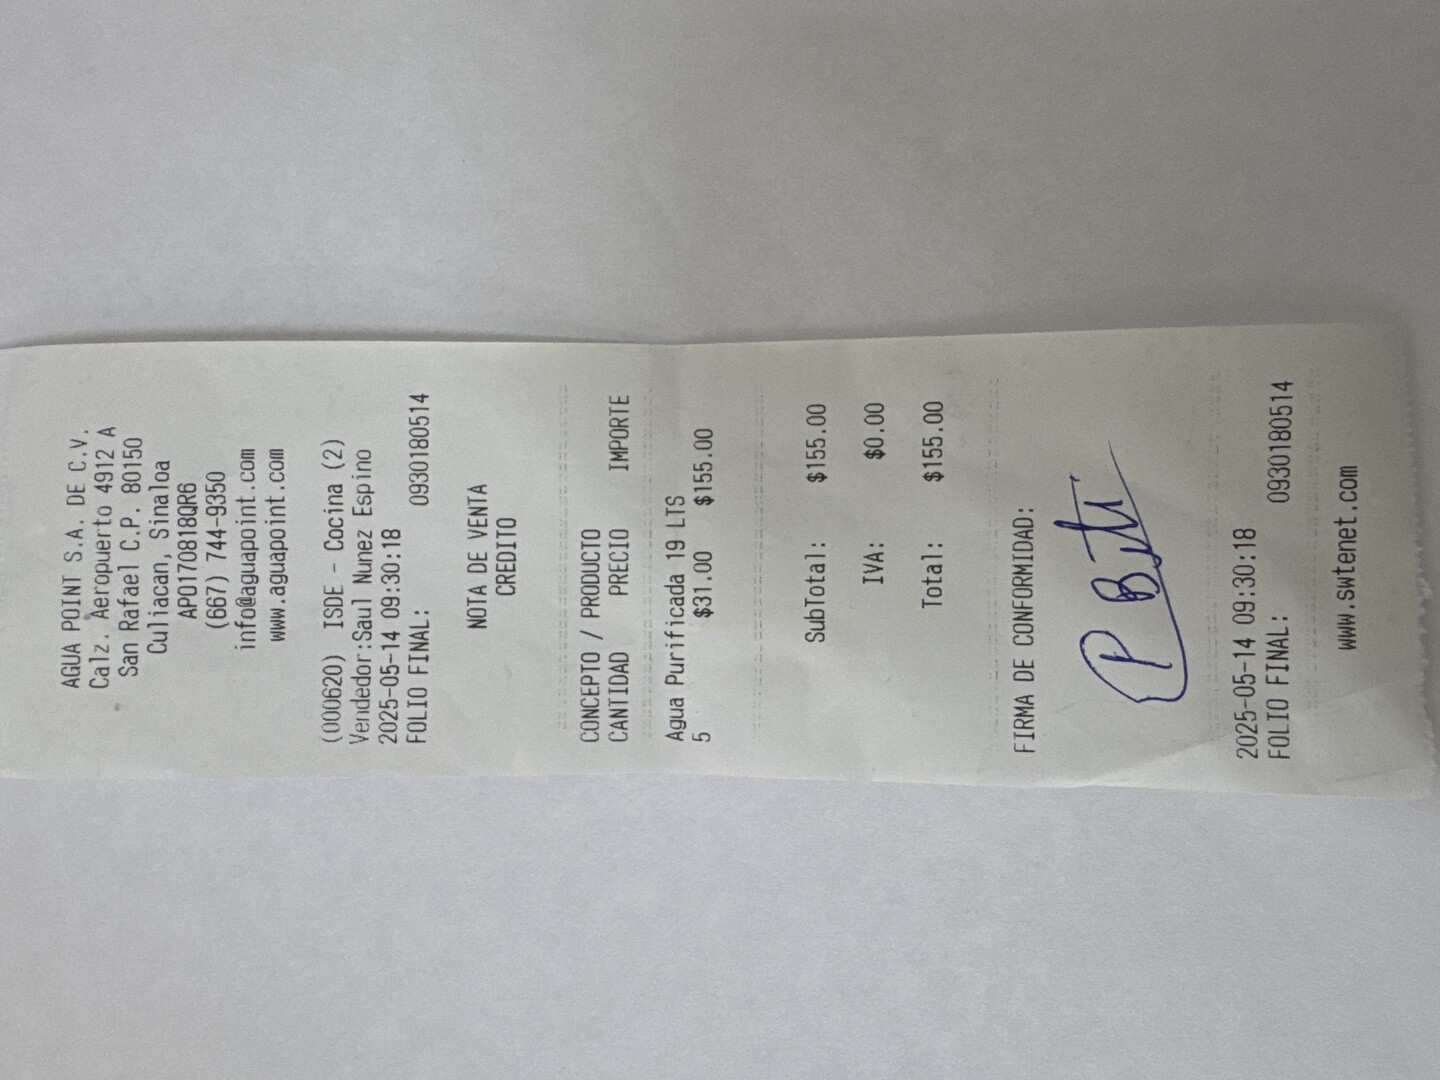 AGUA POINT S.A. DE C.V.
Calz. Aeropuerto 4912 A
San Rafael C.P. 80150
Culiacan, Sinaloa
APO170818QR6
(667) 744-9350
info@aguapoint.com
www.aguapoint.com
(000620) ISDE - Cocina (2)
Vendedor:Saul Nunez Espino
2025-05-14 09:30:18
FOLIO FINAL: 0930180514
NOTA DE VENTA
CREDITO
CONCEPTO / PRODUCTO
CANTIDAD PRECIO IMPORTE
Agua Purificada 19 LTS
5 $31.00 $155.00
SubTotal: $155.00
IVA: $0.00
Total: $155.00
FIRMA DE CONFORMIDAD:
P
2025-05-14 09:30:18
FOLIO FINAL: 0930180514
www.swtenet.com